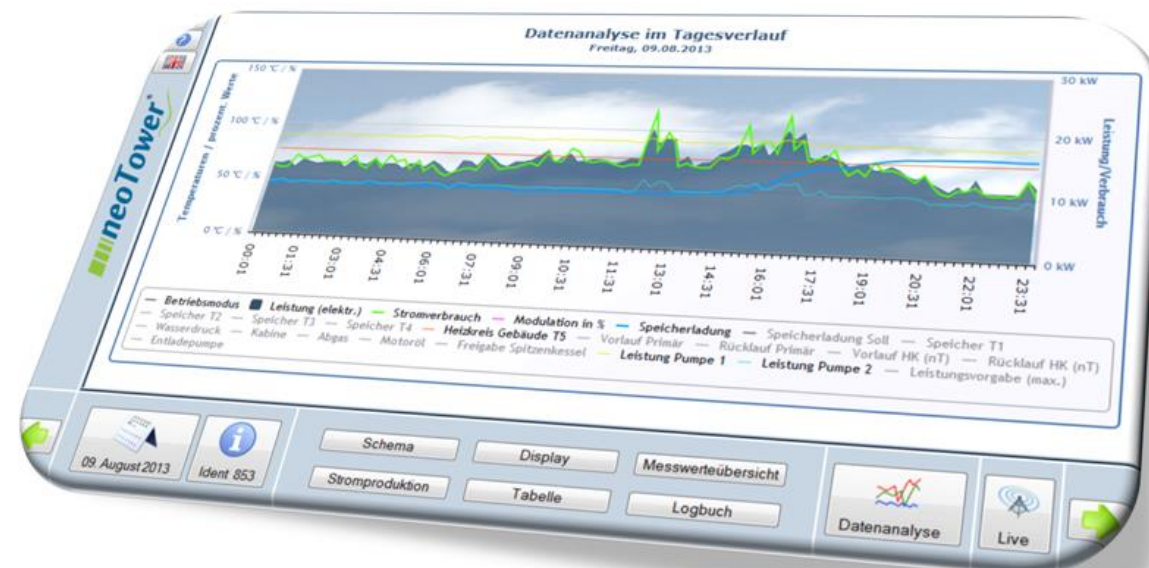 Datenanalyse im Tagesverlauf
Freitag, 09.08.2013
neoTower®
Temperaturen / prozent. Werte
150 °C / %
100 °C / %
50 °C / %
0 °C / %
30 kW
20 kW
10 kW
0 kW
Leistung/Verbrauch
00:01 01:31 03:01 04:31 06:01 07:31 09:01 10:31 11:31 13:01 14:31 16:01 17:31 19:01 20:31 22:01 23:31
Betriebsmodus Leistung (elektr.) Stromverbrauch Modulation in % Speicherladung Speicherladung Soll Speicher T1
Speicher T2 Speicher T3 Speicher T4 Heizkreis Gebäude T5 Vorlauf Primär Rücklauf Primär Vorlauf HK (nT) Rücklauf HK (nT)
Wasserdruck Kabine Abgas Motoröl Freigabe Spitzenkessel Leistung Pumpe 1 Leistung Pumpe 2 Leistungsvorgabe (max.)
Entladepumpe
09. August 2013
Ident 853
Schema
Display
Messwerteübersicht
Stromproduktion
Tabelle
Logbuch
Datenanalyse
Live